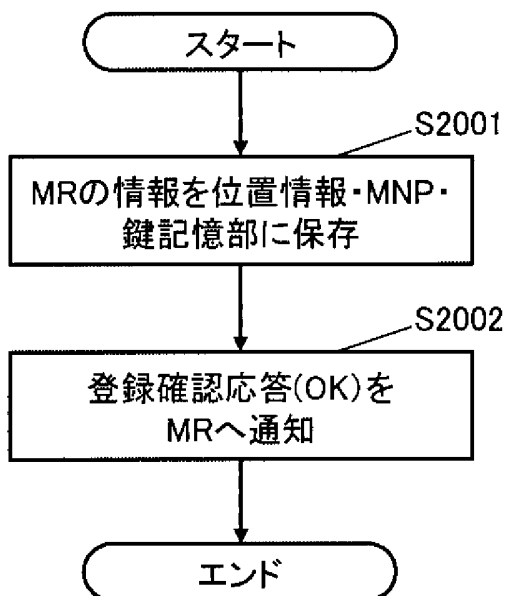 スタート
S2001
MRの情報を位置情報・MNP・
鍵記憶部に保存
S2002
登録確認応答(OK)を
MRへ通知
エンド